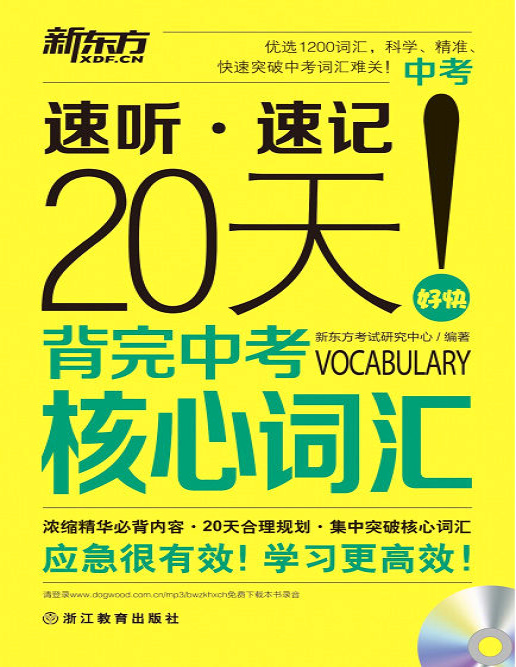 新东方
XDF.CN
优选1200词汇，科学、精准、
快速突破中考词汇难关！中考
速听·速记
20天！
好快
背完中考
新东方考试研究中心 / 编著
VOCABULARY
核心词汇
浓缩精华必背内容·20天合理规划·集中突破核心词汇
应急很有效！学习更高效！
请登录www.dogwood.com.cn/mp3/bwzkhxch免费下载本书录音
浙江教育出版社